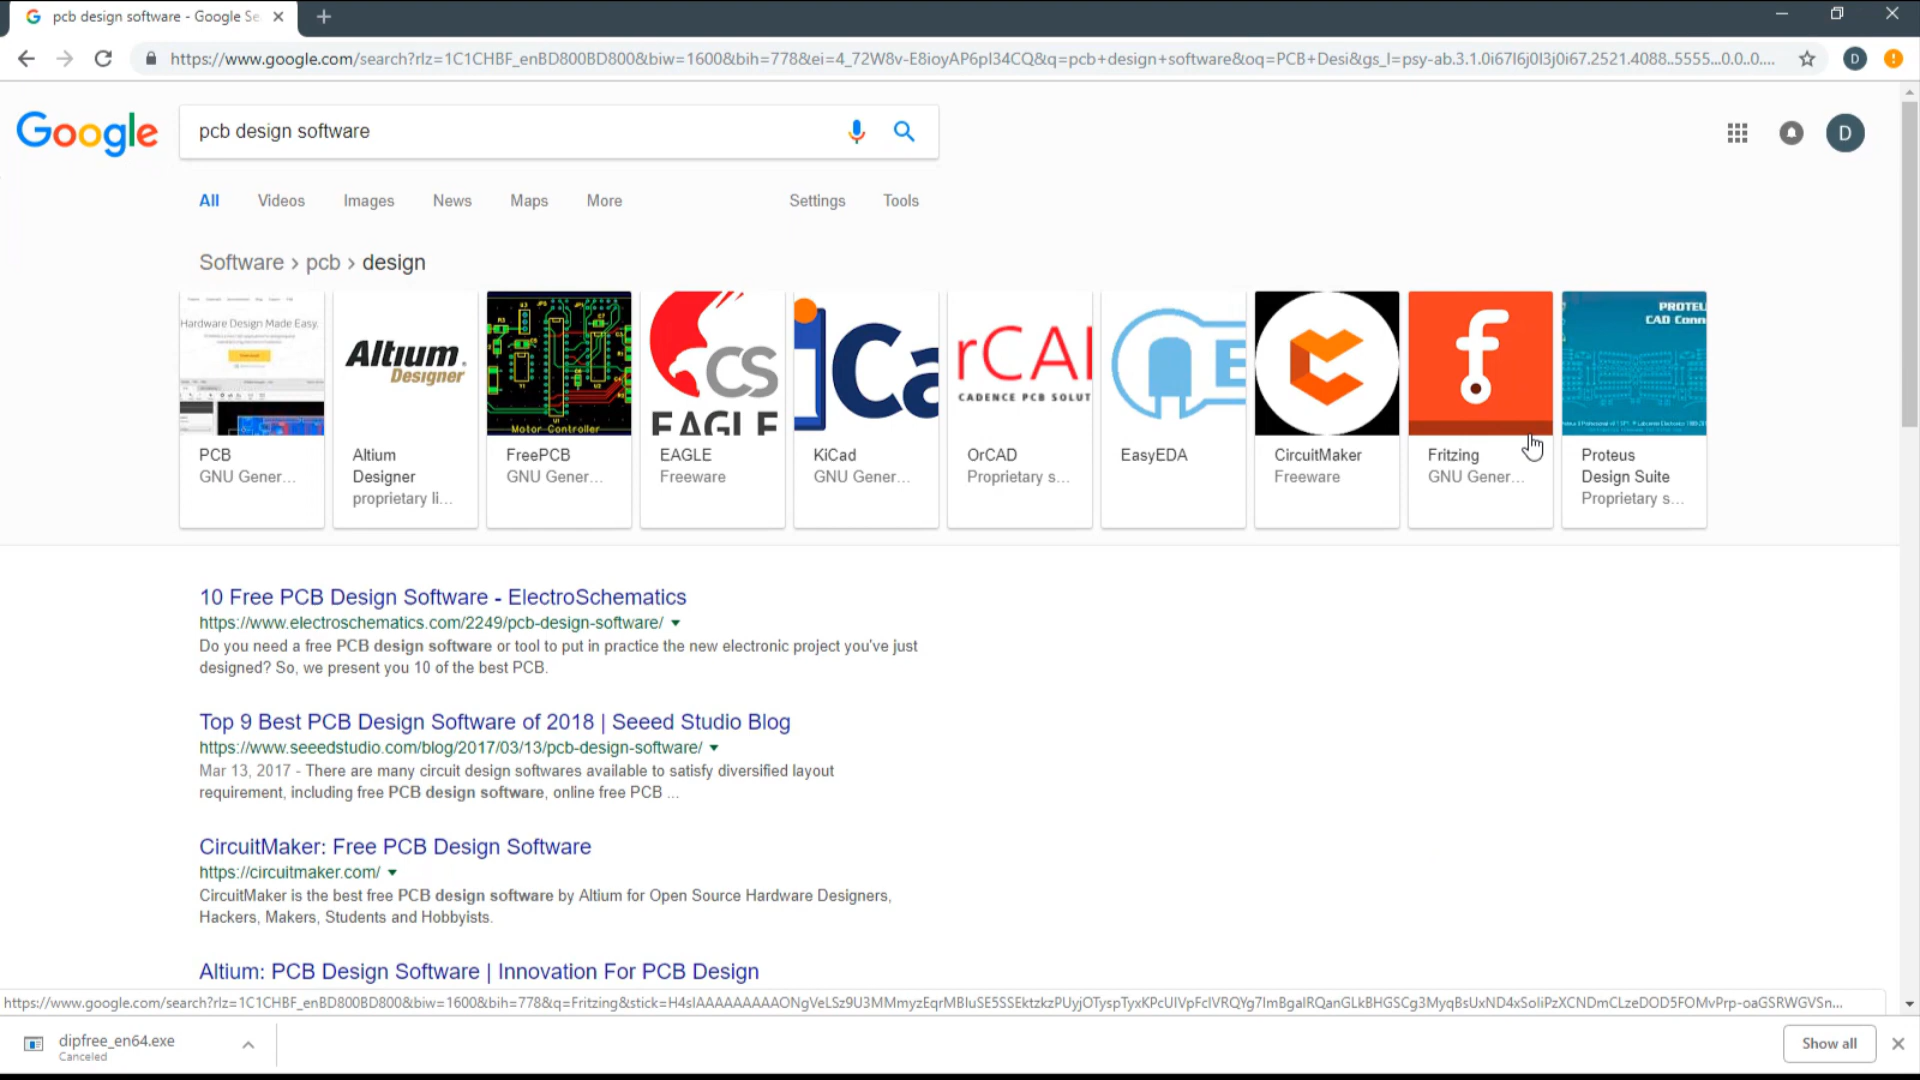 pcb design software - Google Se
https://www.google.com/search?rlz=1C1CHBF_enBD800BD800&biw=1600&bih=778&ei=4_72W8v-E8ioyAP6pI34CQ&q=pcb+design+software&oq=PCB+Desi&gs_l=psy-ab.3.1.0i67l6j0l3j0i67.2521.4088..5555...0.0..0....
D
Google
pcb design software
D
All Videos Images News Maps More Settings Tools
Software › pcb › design
Hardware Design Made Easy.
Altıum.
Designer
Motor Controller
CS
EAGLE
iCa
rCAI
CADENCE PCB SOLUT
E
f
PROTEU
CAD Conn
PCB
GNU Gener...
Altium
Designer
proprietary li...
FreePCB
GNU Gener...
EAGLE
Freeware
KiCad
GNU Gener...
OrCAD
Proprietary s...
EasyEDA
CircuitMaker
Freeware
Fritzing
GNU Gener...
Proteus
Design Suite
Proprietary s...
10 Free PCB Design Software - ElectroSchematics
https://www.electroschematics.com/2249/pcb-design-software/
Do you need a free PCB design software or tool to put in practice the new electronic project you've just
designed? So, we present you 10 of the best PCB.
Top 9 Best PCB Design Software of 2018 | Seeed Studio Blog
https://www.seeedstudio.com/blog/2017/03/13/pcb-design-software/
Mar 13, 2017 - There are many circuit design softwares available to satisfy diversified layout
requirement, including free PCB design software, online free PCB ...
CircuitMaker: Free PCB Design Software
https://circuitmaker.com/
CircuitMaker is the best free PCB design software by Altium for Open Source Hardware Designers,
Hackers, Makers, Students and Hobbyists.
Altium: PCB Design Software | Innovation For PCB Design
dipfree_en64.exe
Canceled
Show all